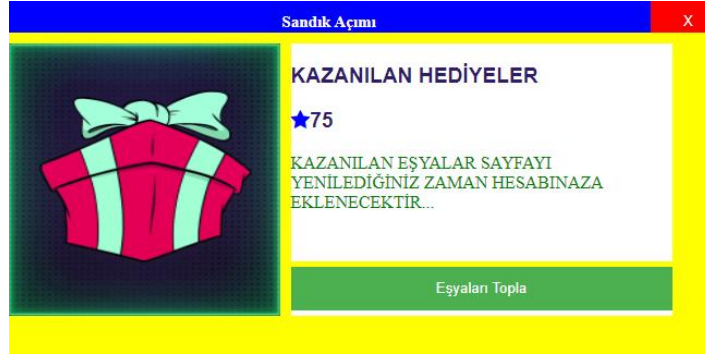 Sandık Açımı
X
KAZANILAN HEDİYELER
75
KAZANILAN EŞYALAR SAYFAYI
YENİLEDİĞİNİZ ZAMAN HESABINAZA
EKLENECEKTİR...
Eşyaları Topla